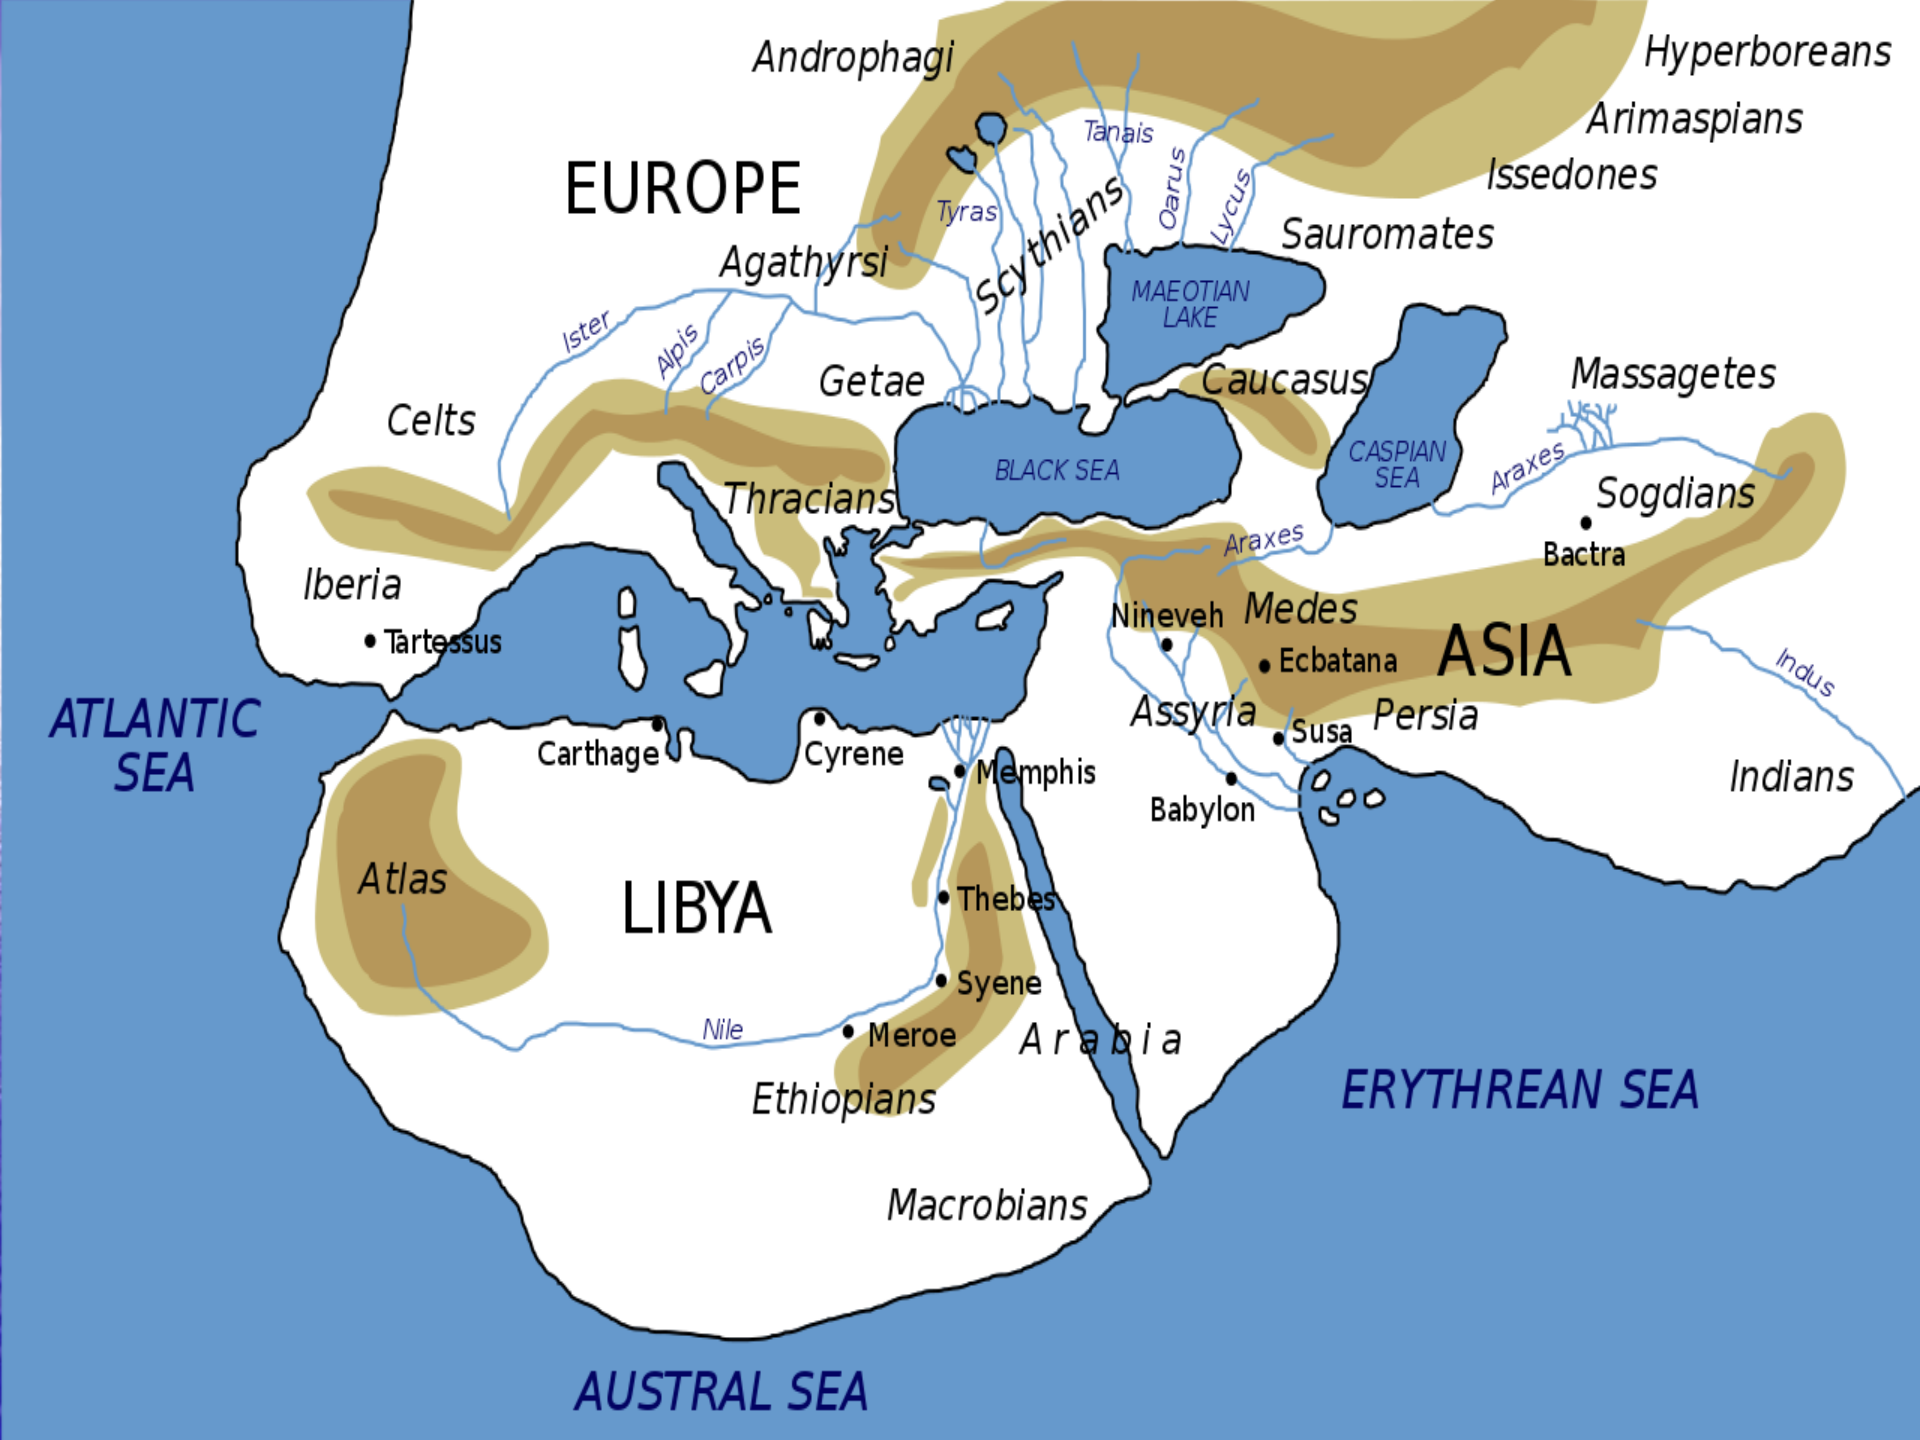 Androphagi
Hyperboreans
Arimaspians
Tanais
Issedones
EUROPE
Oarus
Lycus
Tyras
Scythians
Sauromates
Agathyrsi
MAEOTIAN
LAKE
Ister
Alpis
Carpis
Getae
Caucasus
Massagetes
Celts
BLACK SEA
CASPIAN
SEA
Araxes
Thracians
Sogdians
Araxes
Bactra
Iberia
Nineveh
Medes
Tartessus
ASIA
Ecbatana
Indus
ATLANTIC
SEA
Assyria
Persia
Susa
Carthage
Cyrene
Memphis
Indians
Babylon
Atlas
LIBYA
Thebes
Syene
Nile
Meroe
Arabia
Ethiopians
ERYTHREAN SEA
Macrobians
AUSTRAL SEA